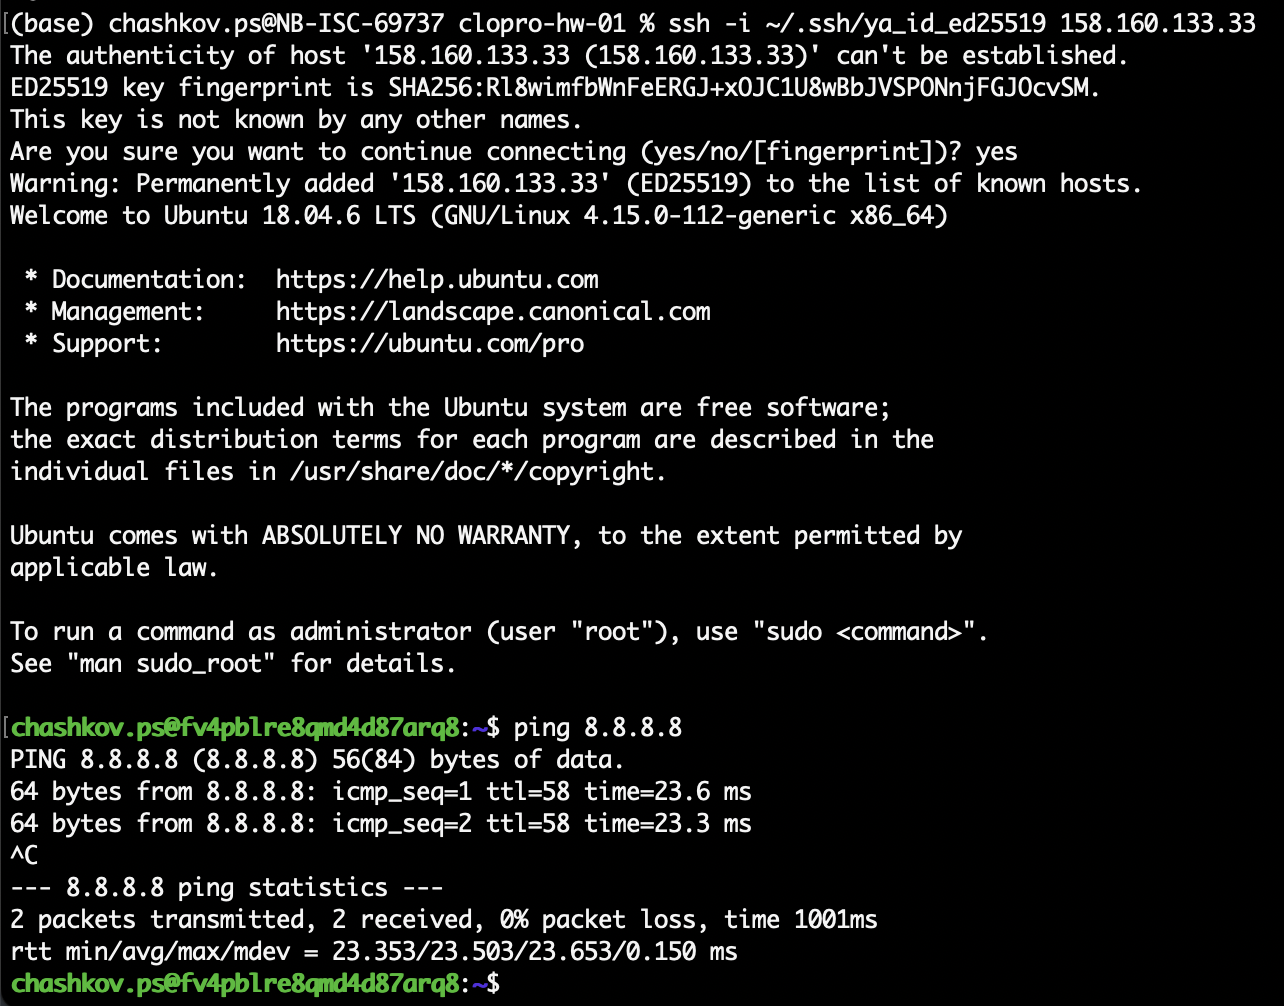 (base) chashkov.ps@NB-ISC-69737 clopro-hw-01 % ssh -i ~/.ssh/ya_id_ed25519 158.160.133.33
The authenticity of host '158.160.133.33 (158.160.133.33)' can't be established.
ED25519 key fingerprint is SHA256:Rl8wimfbWnFeERGJ+xOJC1U8wBbJVSPONnjFGJOcvSM.
This key is not known by any other names.
Are you sure you want to continue connecting (yes/no/[fingerprint])? yes
Warning: Permanently added '158.160.133.33' (ED25519) to the list of known hosts.
Welcome to Ubuntu 18.04.6 LTS (GNU/Linux 4.15.0-112-generic x86_64)
* Documentation:  https://help.ubuntu.com
* Management:     https://landscape.canonical.com
* Support:        https://ubuntu.com/pro
The programs included with the Ubuntu system are free software;
the exact distribution terms for each program are described in the
individual files in /usr/share/doc/*/copyright.
Ubuntu comes with ABSOLUTELY NO WARRANTY, to the extent permitted by
applicable law.
To run a command as administrator (user "root"), use "sudo <command>".
See "man sudo_root" for details.
chashkov.ps@fv4pblre8qmd4d87arq8:~$ ping 8.8.8.8
PING 8.8.8.8 (8.8.8.8) 56(84) bytes of data.
64 bytes from 8.8.8.8: icmp_seq=1 ttl=58 time=23.6 ms
64 bytes from 8.8.8.8: icmp_seq=2 ttl=58 time=23.3 ms
^C
--- 8.8.8.8 ping statistics ---
2 packets transmitted, 2 received, 0% packet loss, time 1001ms
rtt min/avg/max/mdev = 23.353/23.503/23.653/0.150 ms
chashkov.ps@fv4pblre8qmd4d87arq8:~$